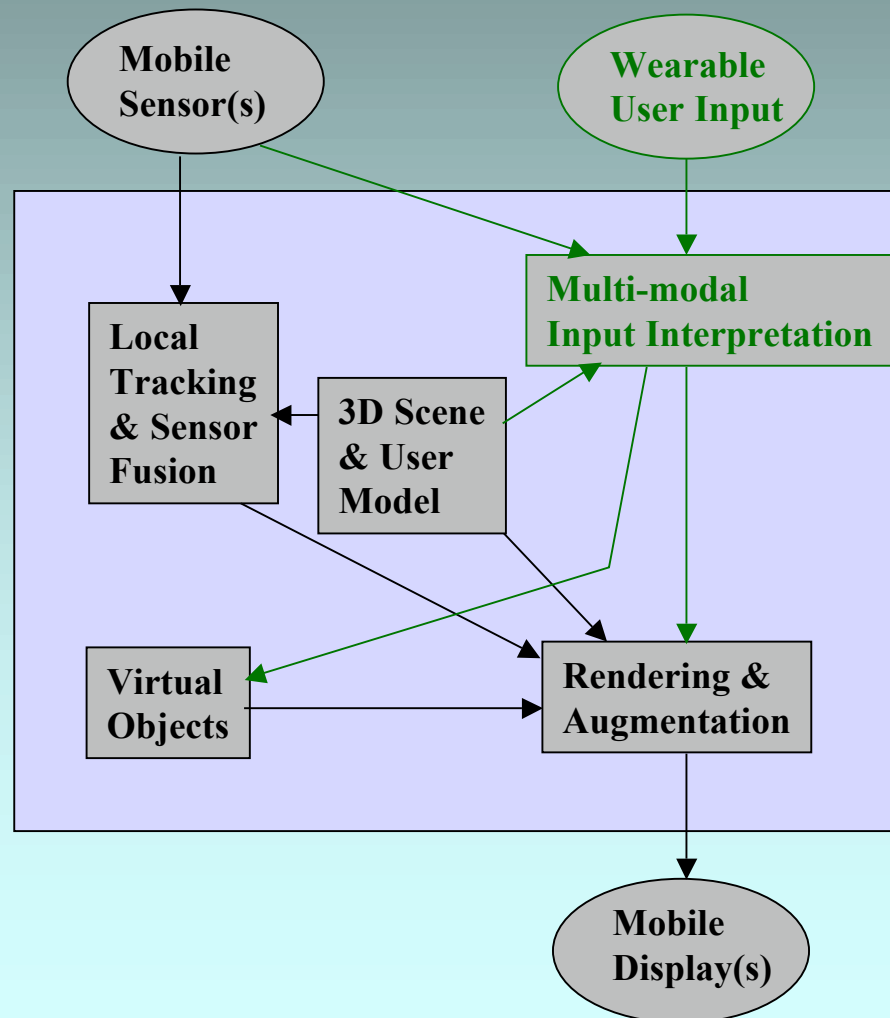 Mobile
Sensor(s)
Wearable
User Input
Multi-modal
Input Interpretation
Local
Tracking
& Sensor
Fusion
3D Scene
& User
Model
Virtual
Objects
Rendering &
Augmentation
Mobile
Display(s)